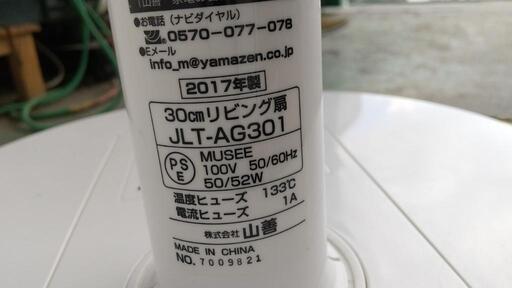 ●お電話（ナビダイヤル）
0570-077-078
●Eメール
info_m@yamazen.co.jp
2017年製
30cmリビング扇
JLT-AG301
PS
E
MUSEE
100V 50/60Hz
50/52W
温度ヒューズ 133℃
電流ヒューズ 1A
株式会社 山善
MADE IN CHINA
NO. 7009821